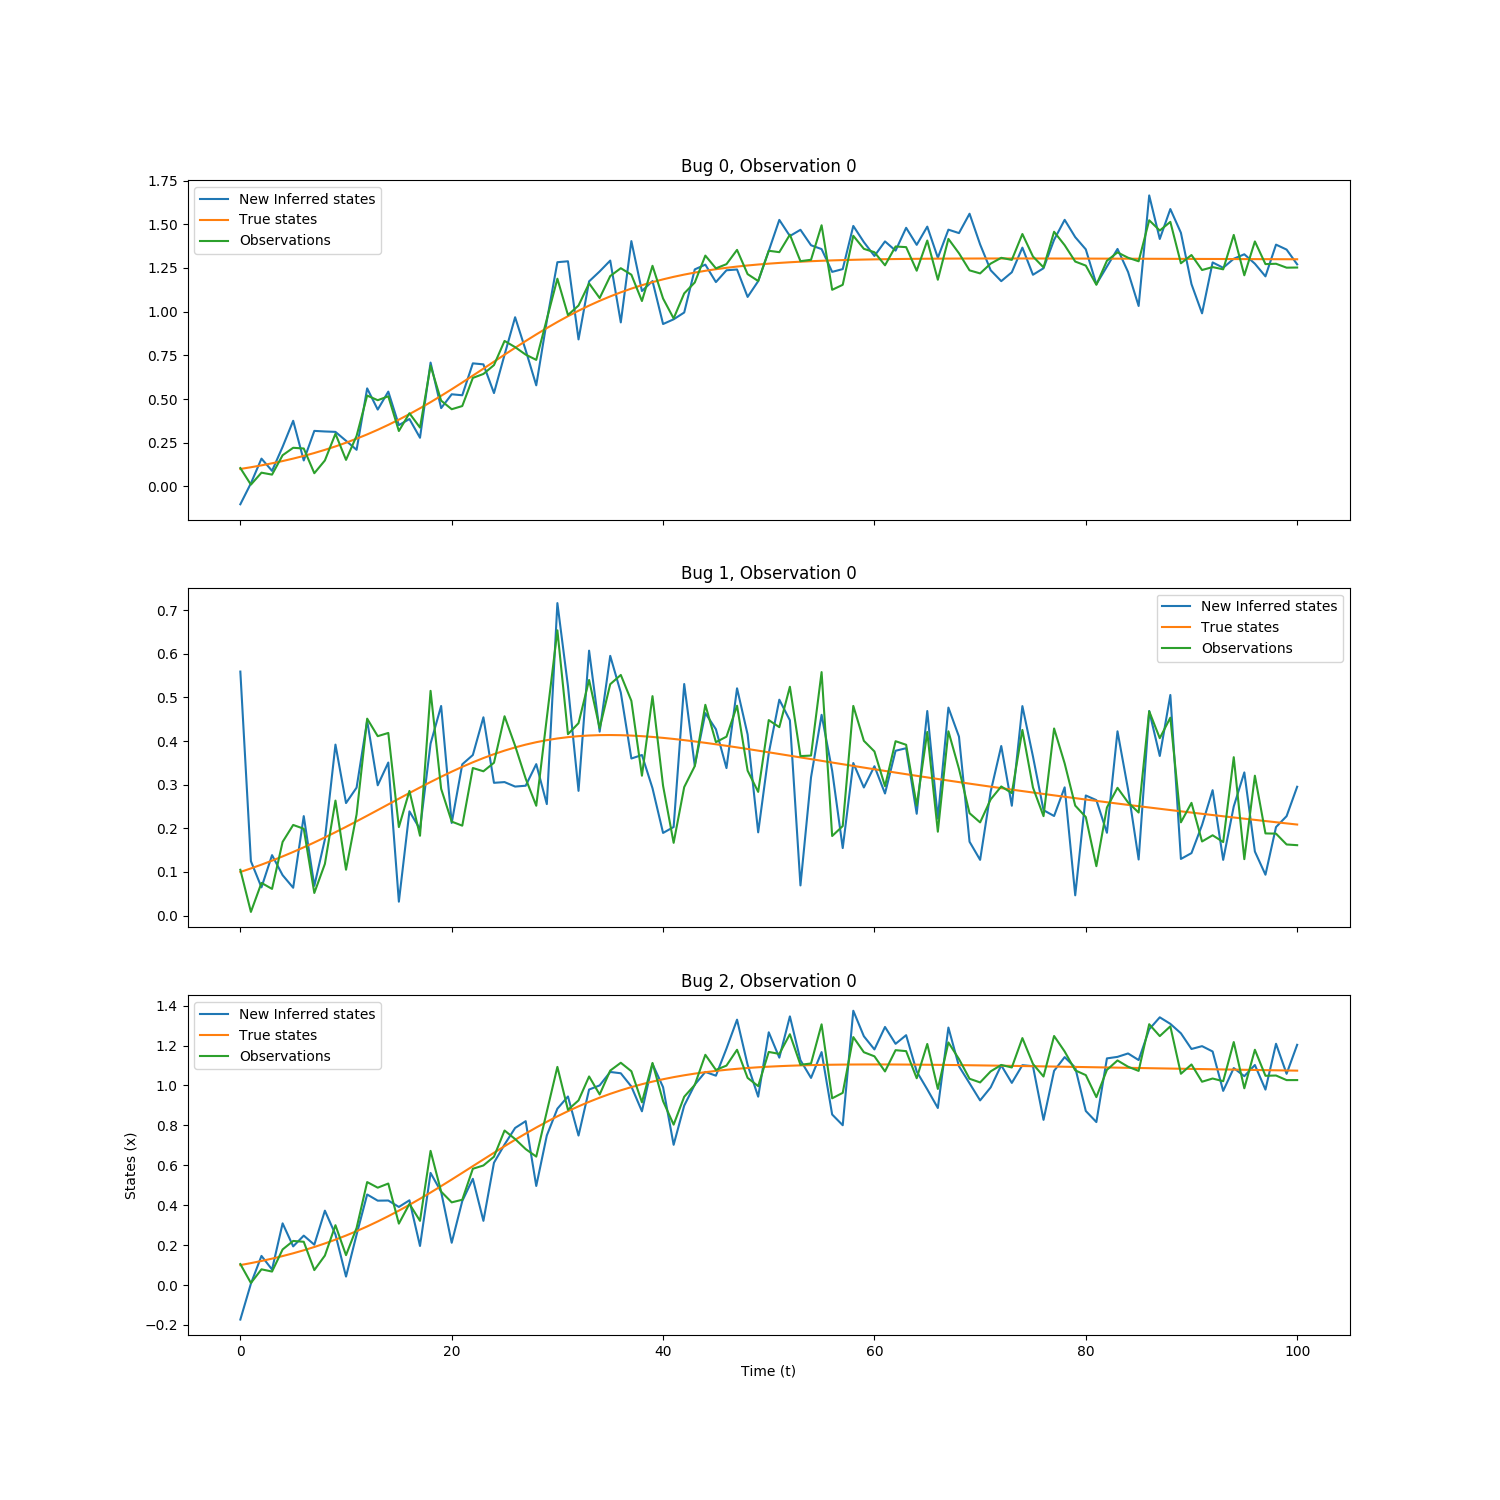 Bug 0, Observation 0
1.75
1.50
1.25
1.00
0.75
0.50
0.25
0.00
New Inferred states
True states
Observations
Bug 1, Observation 0
0.7
0.6
0.5
0.4
0.3
0.2
0.1
0.0
New Inferred states
True states
Observations
Bug 2, Observation 0
States (x)
1.4
1.2
1.0
0.8
0.6
0.4
0.2
0.0
−0.2
New Inferred states
True states
Observations
0 20 40 60 80 100
Time (t)